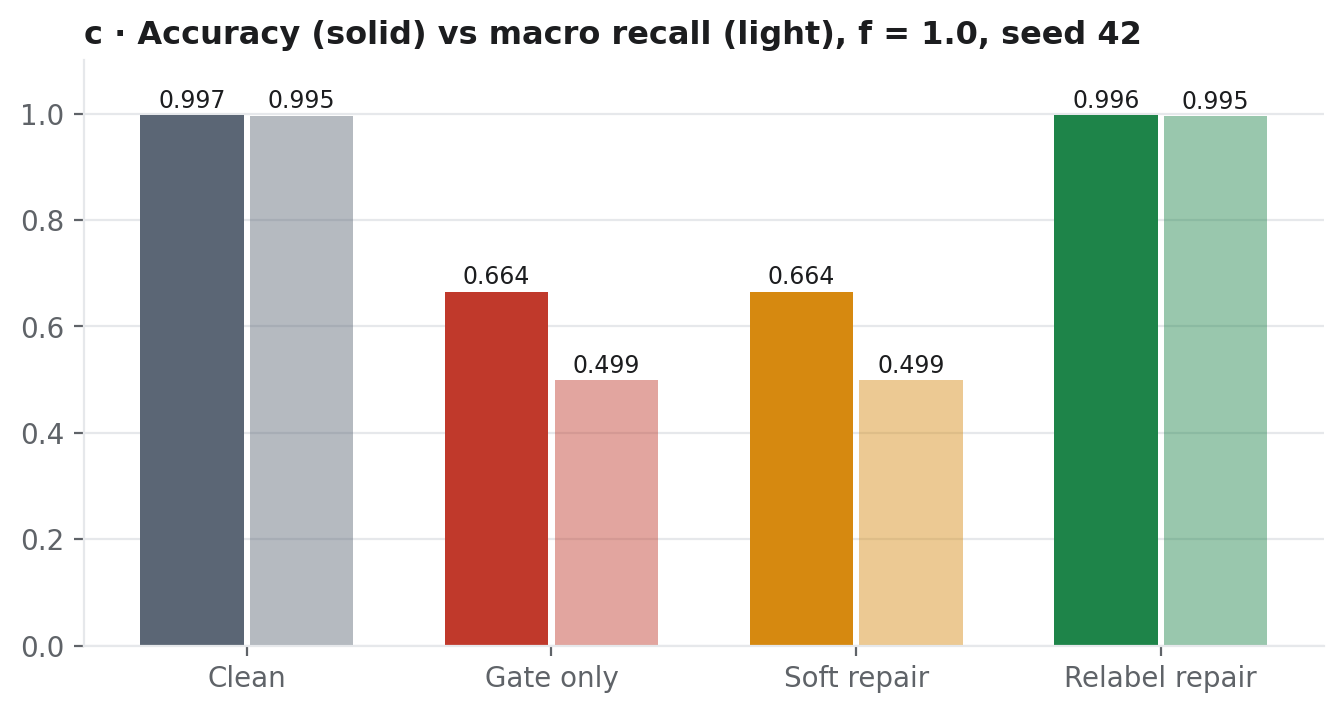 c · Accuracy (solid) vs macro recall (light), f = 1.0, seed 42
0.997 0.995 0.996 0.995
1.0
0.8
0.664 0.664
0.6
0.499 0.499
0.4
0.2
0.0
Clean Gate only Soft repair Relabel repair